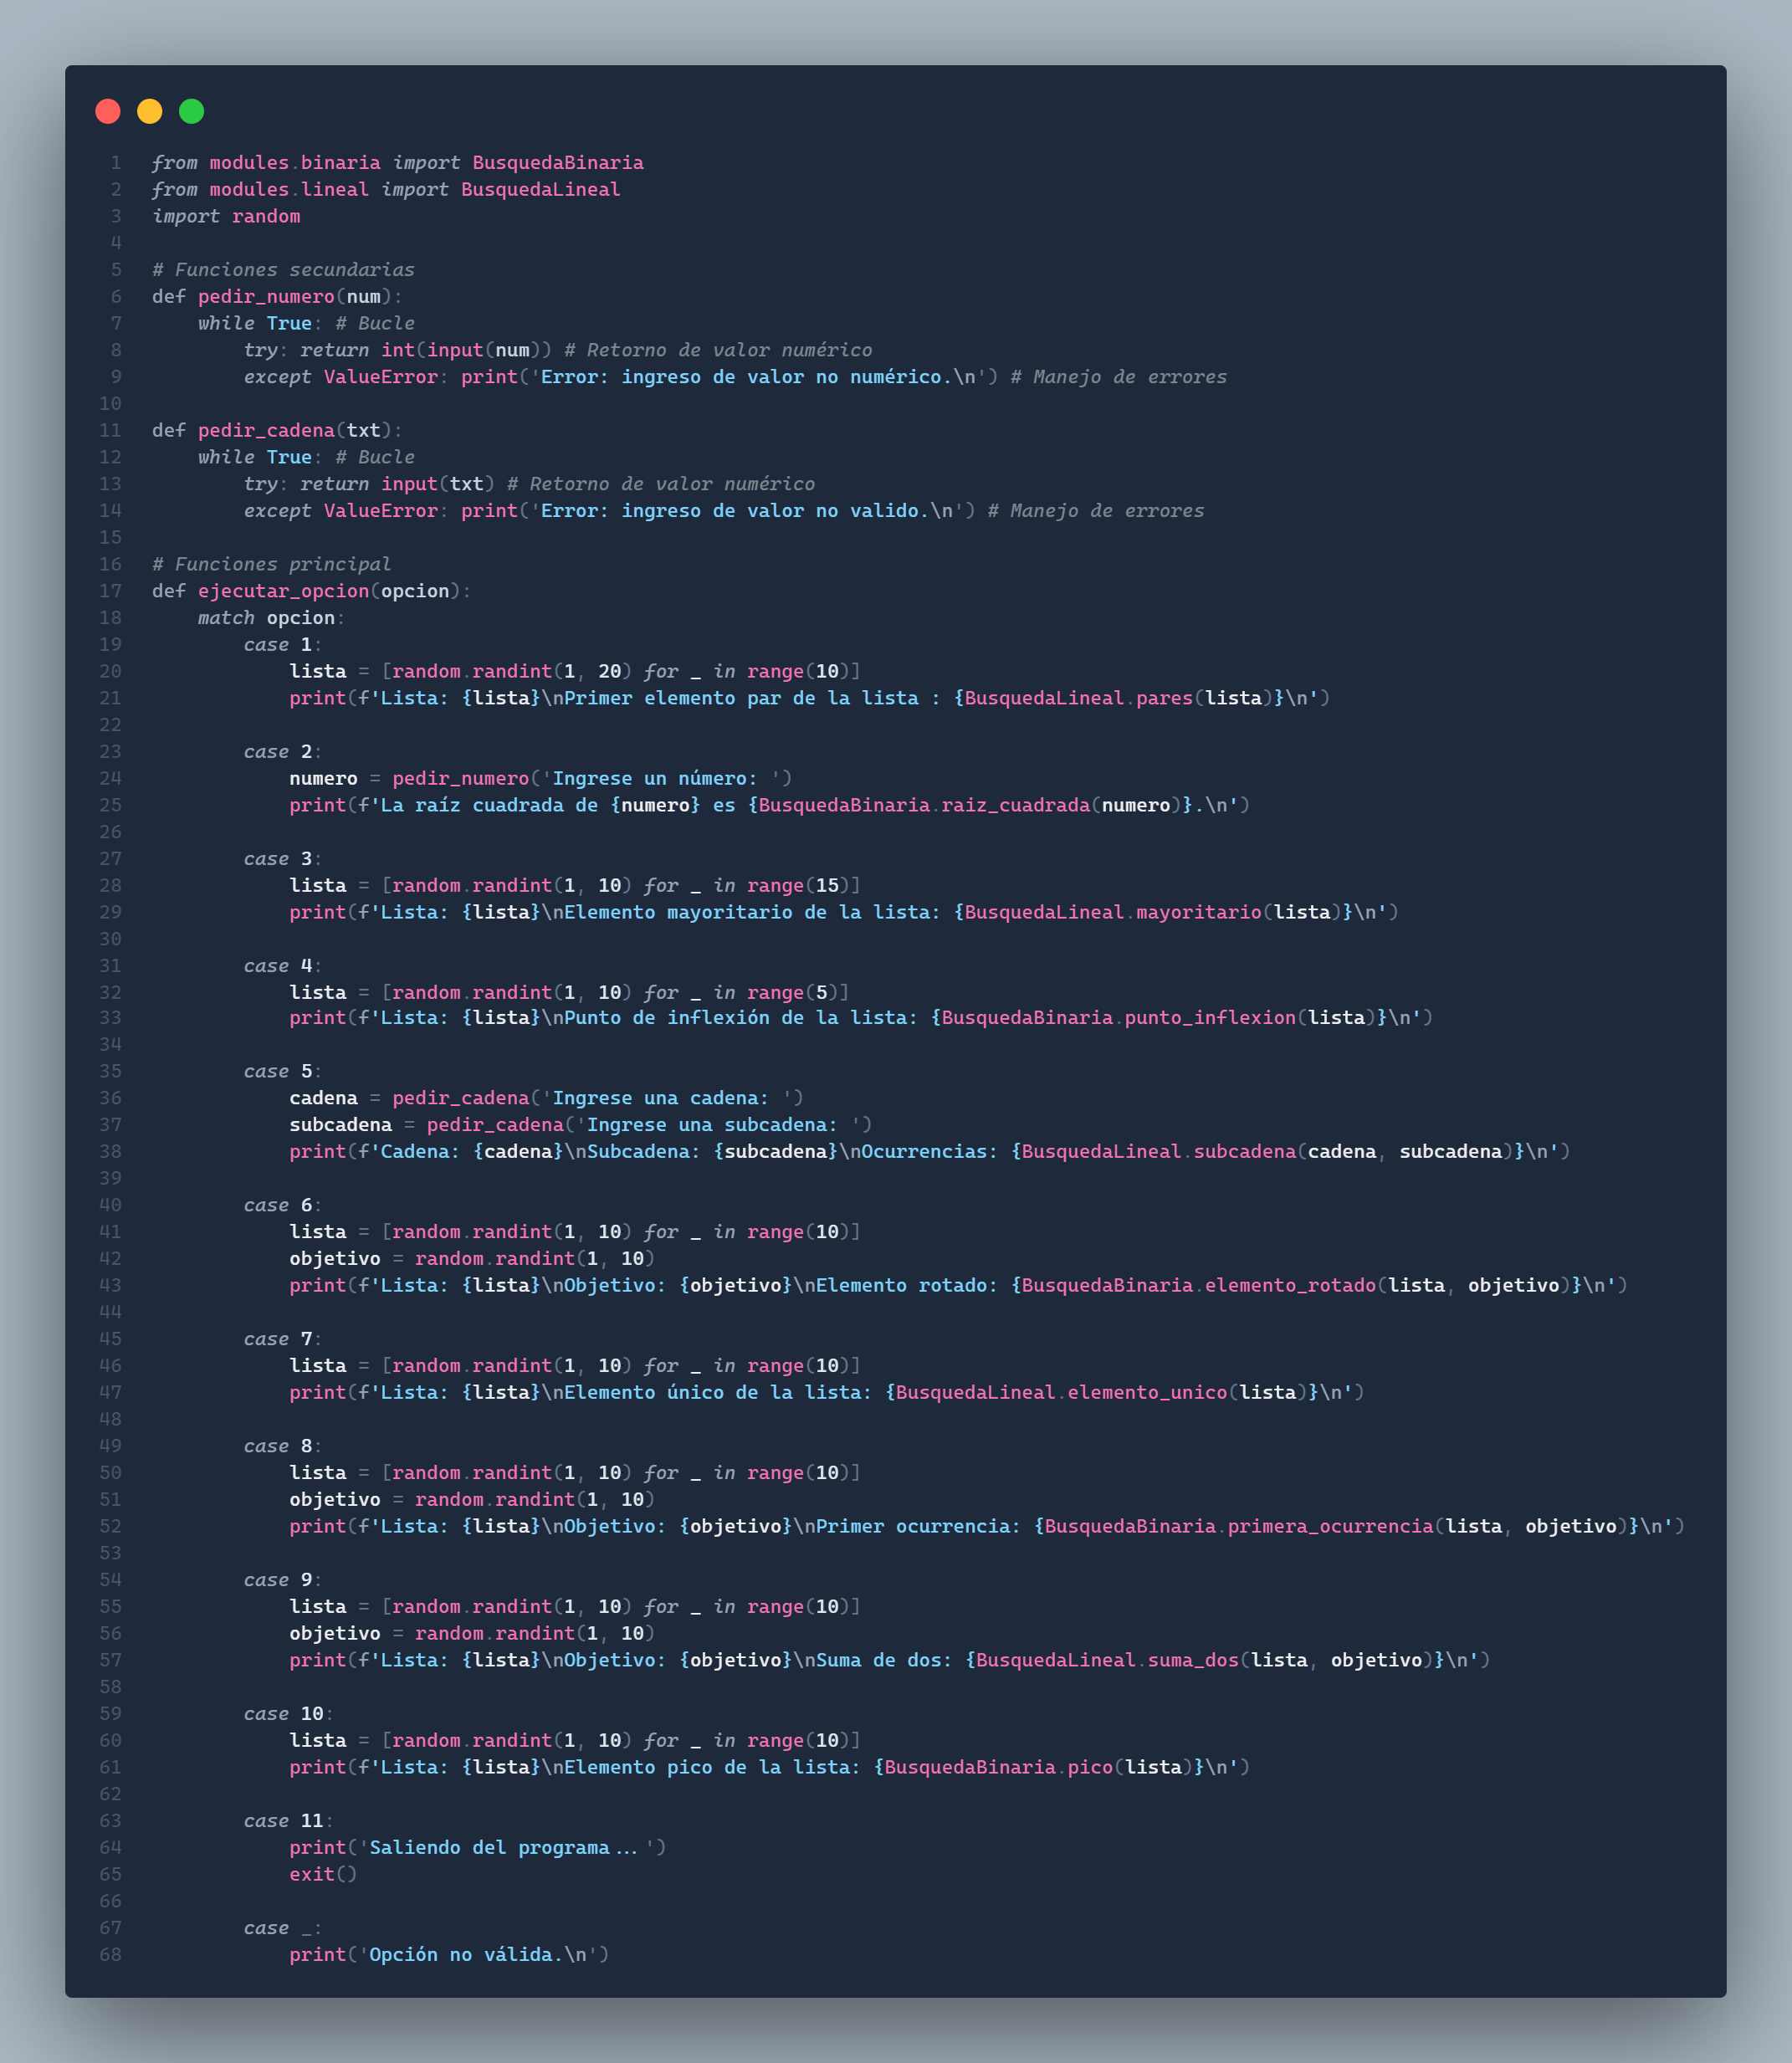 1 from modules.binaria import BusquedaBinaria
2 from modules.lineal import BusquedaLineal
3 import random
4
5 # Funciones secundarias
6 def pedir_numero(num):
7     while True: # Bucle
8         try: return int(input(num)) # Retorno de valor numérico
9         except ValueError: print('Error: ingreso de valor no numérico.\n') # Manejo de errores
10
11 def pedir_cadena(txt):
12     while True: # Bucle
13         try: return input(txt) # Retorno de valor numérico
14         except ValueError: print('Error: ingreso de valor no valido.\n') # Manejo de errores
15
16 # Funciones principal
17 def ejecutar_opcion(opcion):
18     match opcion:
19         case 1:
20             lista = [random.randint(1, 20) for _ in range(10)]
21             print(f'Lista: {lista}\nPrimer elemento par de la lista : {BusquedaLineal.pares(lista)}\n')
22
23         case 2:
24             numero = pedir_numero('Ingrese un número: ')
25             print(f'La raíz cuadrada de {numero} es {BusquedaBinaria.raiz_cuadrada(numero)}.\n')
26
27         case 3:
28             lista = [random.randint(1, 10) for _ in range(15)]
29             print(f'Lista: {lista}\nElemento mayoritario de la lista: {BusquedaLineal.mayoritario(lista)}\n')
30
31         case 4:
32             lista = [random.randint(1, 10) for _ in range(5)]
33             print(f'Lista: {lista}\nPunto de inflexión de la lista: {BusquedaBinaria.punto_inflexion(lista)}\n')
34
35         case 5:
36             cadena = pedir_cadena('Ingrese una cadena: ')
37             subcadena = pedir_cadena('Ingrese una subcadena: ')
38             print(f'Cadena: {cadena}\nSubcadena: {subcadena}\nOcurrencias: {BusquedaLineal.subcadena(cadena, subcadena)}\n')
39
40         case 6:
41             lista = [random.randint(1, 10) for _ in range(10)]
42             objetivo = random.randint(1, 10)
43             print(f'Lista: {lista}\nObjetivo: {objetivo}\nElemento rotado: {BusquedaBinaria.elemento_rotado(lista, objetivo)}\n')
44
45         case 7:
46             lista = [random.randint(1, 10) for _ in range(10)]
47             print(f'Lista: {lista}\nElemento único de la lista: {BusquedaLineal.elemento_unico(lista)}\n')
48
49         case 8:
50             lista = [random.randint(1, 10) for _ in range(10)]
51             objetivo = random.randint(1, 10)
52             print(f'Lista: {lista}\nObjetivo: {objetivo}\nPrimer ocurrencia: {BusquedaBinaria.primera_ocurrencia(lista, objetivo)}\n')
53
54         case 9:
55             lista = [random.randint(1, 10) for _ in range(10)]
56             objetivo = random.randint(1, 10)
57             print(f'Lista: {lista}\nObjetivo: {objetivo}\nSuma de dos: {BusquedaLineal.suma_dos(lista, objetivo)}\n')
58
59         case 10:
60             lista = [random.randint(1, 10) for _ in range(10)]
61             print(f'Lista: {lista}\nElemento pico de la lista: {BusquedaBinaria.pico(lista)}\n')
62
63         case 11:
64             print('Saliendo del programa...')
65             exit()
66
67         case _:
68             print('Opción no válida.\n')